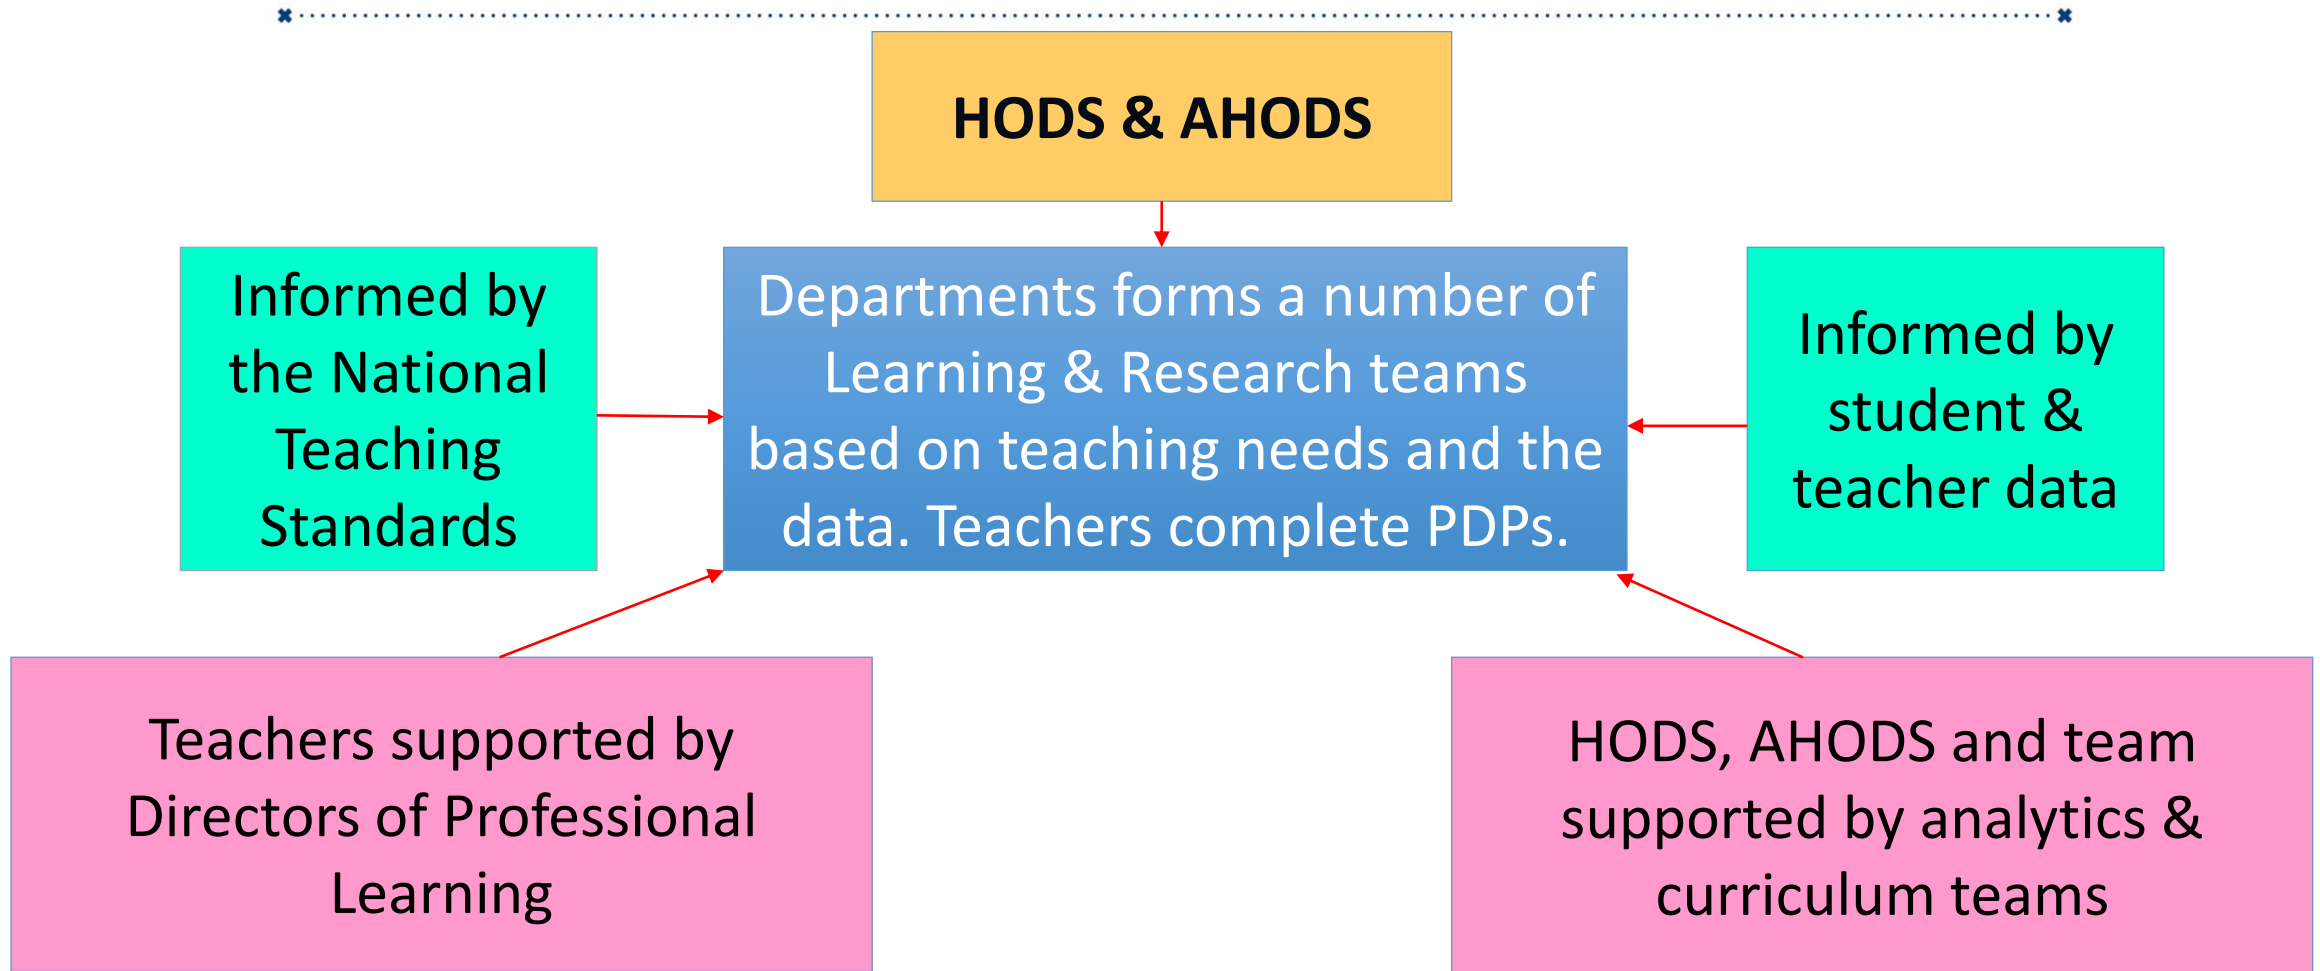 HODS & AHODS
Informed by
the National
Teaching
Standards
Departments forms a number of
Learning & Research teams
based on teaching needs and the
data. Teachers complete PDPs.
Informed by
student &
teacher data
Teachers supported by
Directors of Professional
Learning
HODS, AHODS and team
supported by analytics &
curriculum teams